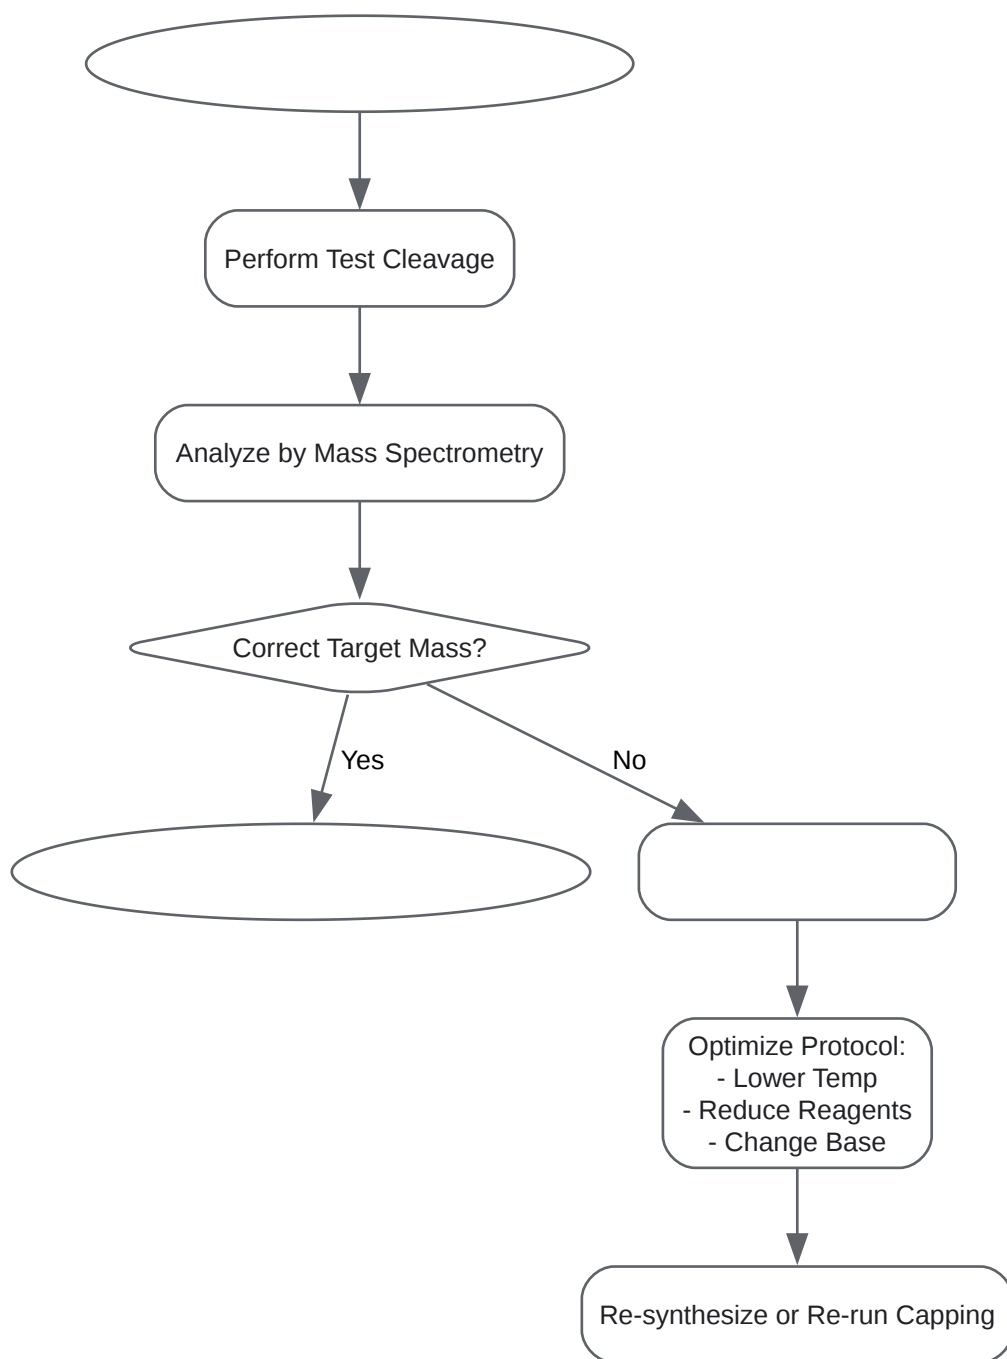 Perform Test Cleavage
Analyze by Mass Spectrometry
Correct Target Mass?
Yes
No
Optimize Protocol:
- Lower Temp
- Reduce Reagents
- Change Base
Re-synthesize or Re-run Capping